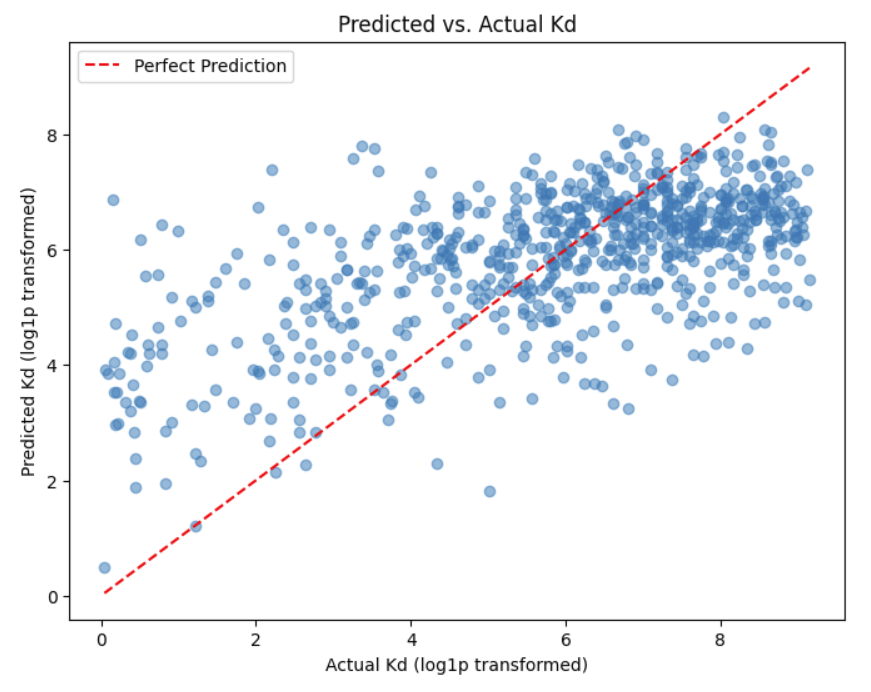 Predicted vs. Actual Kd
Perfect Prediction
8
6
4
2
0
Predicted Kd (log1p transformed)
0 2 4 6 8
Actual Kd (log1p transformed)